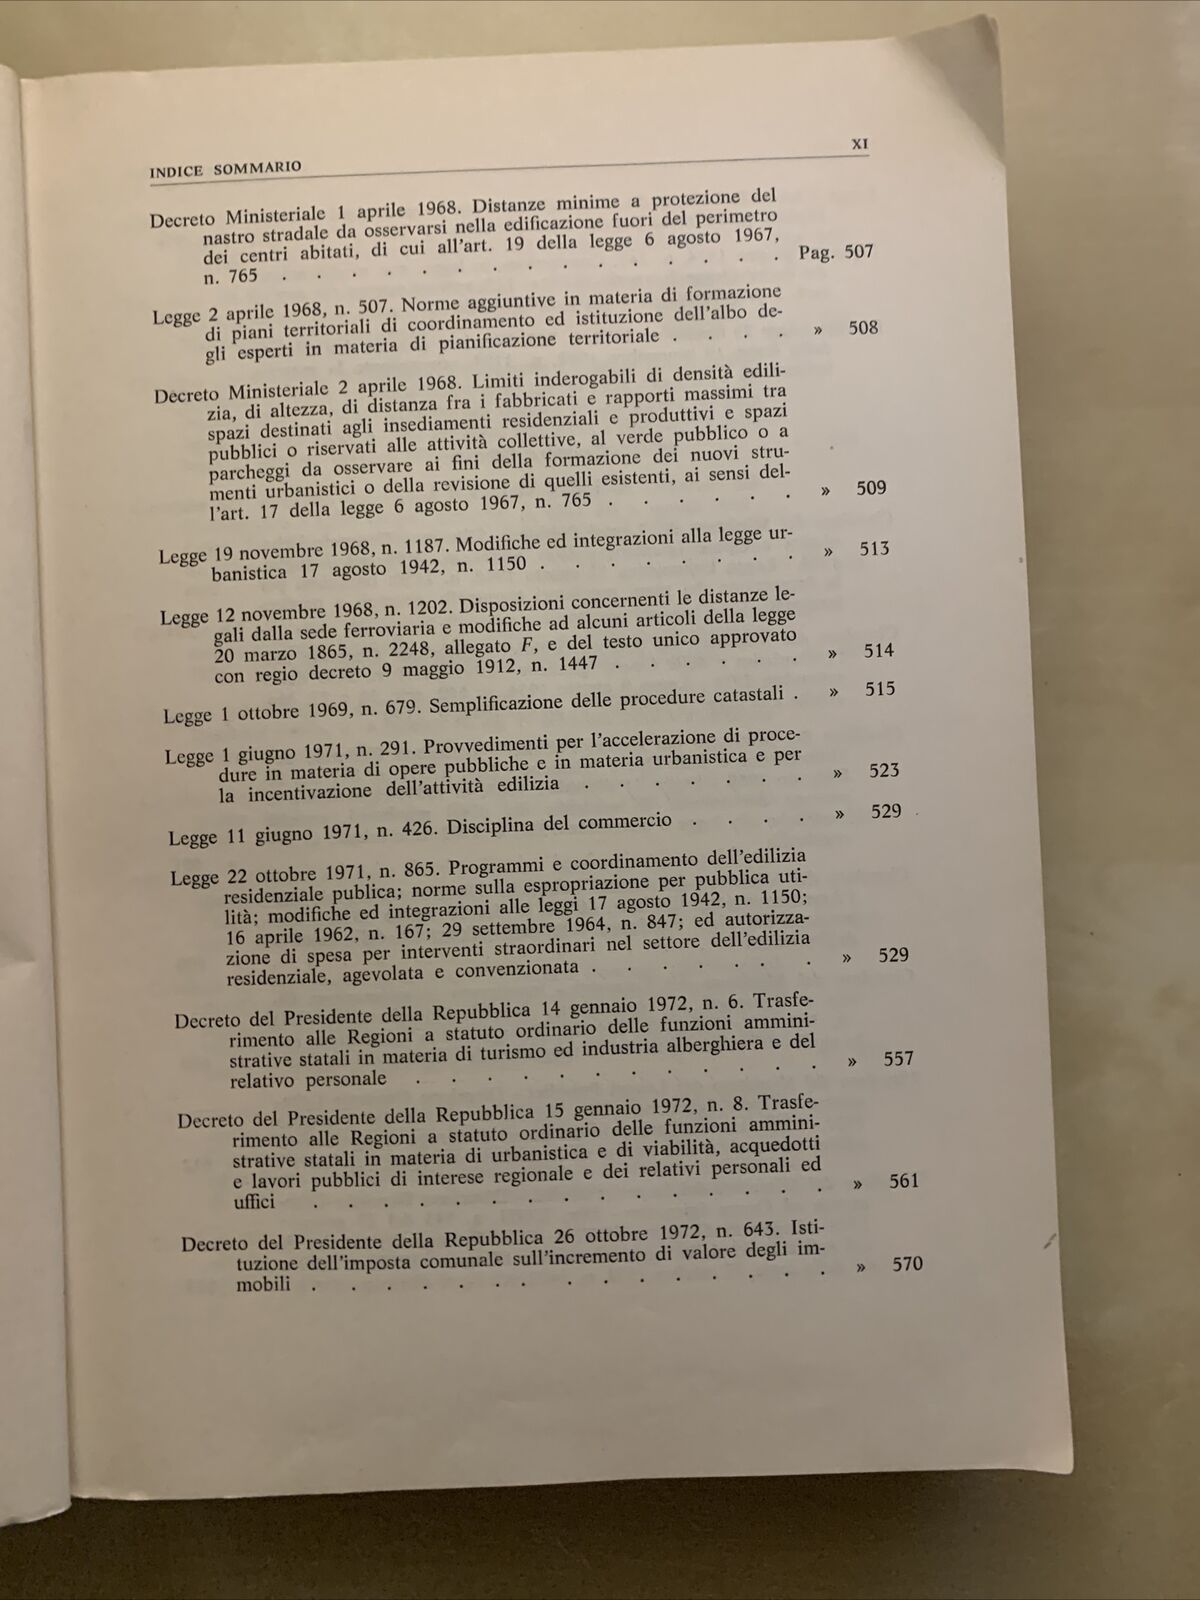 INDICE SOMMARIO XI
Decreto Ministeriale 1 aprile 1968. Distanze minime a protezione del
nastro stradale da osservarsi nella edificazione fuori del perimetro
dei centri abitati, di cui all'art. 19 della legge 6 agosto 1967,
n. 765 . . . . . . . . . . . . . . . Pag. 507
Legge 2 aprile 1968, n. 507. Norme aggiuntive in materia di formazione
di piani territoriali di coordinamento ed istituzione dell'albo de-
gli esperti in materia di pianificazione territoriale . . . . » 508
Decreto Ministeriale 2 aprile 1968. Limiti inderogabili di densità edili-
zia, di altezza, di distanza fra i fabbricati e rapporti massimi tra
spazi destinati agli insediamenti residenziali e produttivi e spazi
pubblici o riservati alle attività collettive, al verde pubblico o a
parcheggi da osservare ai fini della formazione dei nuovi stru-
menti urbanistici o della revisione di quelli esistenti, ai sensi del-
l'art. 17 della legge 6 agosto 1967, n. 765 . . . . . . » 509
Legge 19 novembre 1968, n. 1187. Modifiche ed integrazioni alla legge ur-
banistica 17 agosto 1942, n. 1150 . . . . . . . . » 513
Legge 12 novembre 1968, n. 1202. Disposizioni concernenti le distanze le-
gali dalla sede ferroviaria e modifiche ad alcuni articoli della legge
20 marzo 1865, n. 2248, allegato F, e del testo unico approvato
con regio decreto 9 maggio 1912, n. 1447 . . . . . . » 514
Legge 1 ottobre 1969, n. 679. Semplificazione delle procedure catastali . » 515
Legge 1 giugno 1971, n. 291. Provvedimenti per l'accelerazione di proce-
dure in materia di opere pubbliche e in materia urbanistica e per
la incentivazione dell'attività edilizia . . . . . . . » 523
Legge 11 giugno 1971, n. 426. Disciplina del commercio . . . . » 529
Legge 22 ottobre 1971, n. 865. Programmi e coordinamento dell'edilizia
residenziale publica; norme sulla espropriazione per pubblica uti-
lità; modifiche ed integrazioni alle leggi 17 agosto 1942, n. 1150;
16 aprile 1962, n. 167; 29 settembre 1964, n. 847; ed autorizza-
zione di spesa per interventi straordinari nel settore dell'edilizia
residenziale, agevolata e convenzionata . . . . . . . » 529
Decreto del Presidente della Repubblica 14 gennaio 1972, n. 6. Trasfe-
rimento alle Regioni a statuto ordinario delle funzioni ammini-
strative statali in materia di turismo ed industria alberghiera e del
relativo personale . . . . . . . . . . . . » 557
Decreto del Presidente della Repubblica 15 gennaio 1972, n. 8. Trasfe-
rimento alle Regioni a statuto ordinario delle funzioni ammini-
strative statali in materia di urbanistica e di viabilità, acquedotti
e lavori pubblici di interese regionale e dei relativi personali ed
uffici . . . . . . . . . . . . . . . » 561
Decreto del Presidente della Repubblica 26 ottobre 1972, n. 643. Isti-
tuzione dell'imposta comunale sull'incremento di valore degli im-
mobili . . . . . . . . . . . . . . . » 570